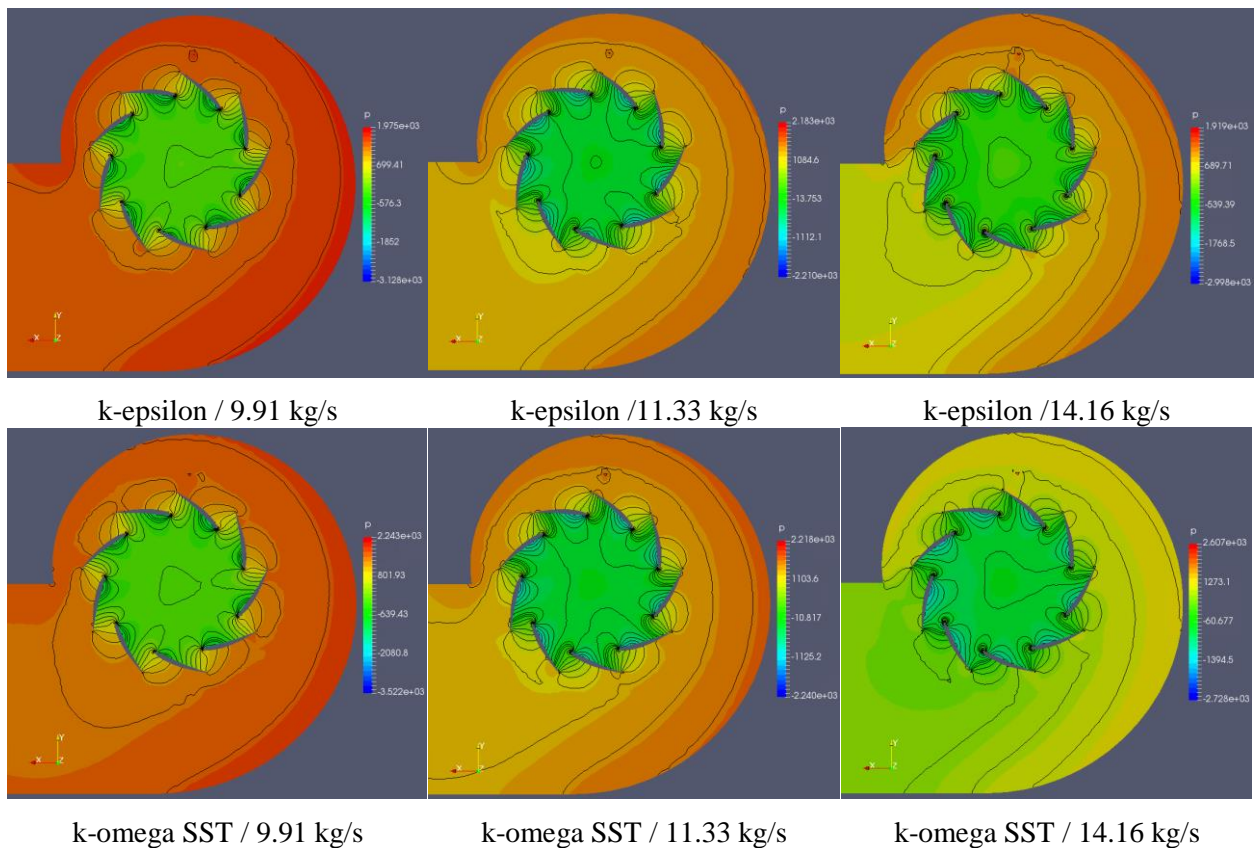 p
1.975e+03
699.41
-576.3
-1852
-3.128e+03
Y
X
Z
p
2.183e+03
1084.6
-13.753
-1112.1
-2.210e+03
Y
X
Z
p
1.919e+03
689.71
-539.39
-1768.5
-2.998e+03
Y
X
Z
k-epsilon / 9.91 kg/s
k-epsilon /11.33 kg/s
k-epsilon /14.16 kg/s
p
2.243e+03
801.93
-639.43
-2080.8
-3.522e+03
Y
X
Z
p
2.218e+03
1103.6
-10.817
-1125.2
-2.240e+03
Y
X
Z
p
2.607e+03
1273.1
-60.677
-1394.5
-2.728e+03
Y
X
Z
k-omega SST / 9.91 kg/s
k-omega SST / 11.33 kg/s
k-omega SST / 14.16 kg/s